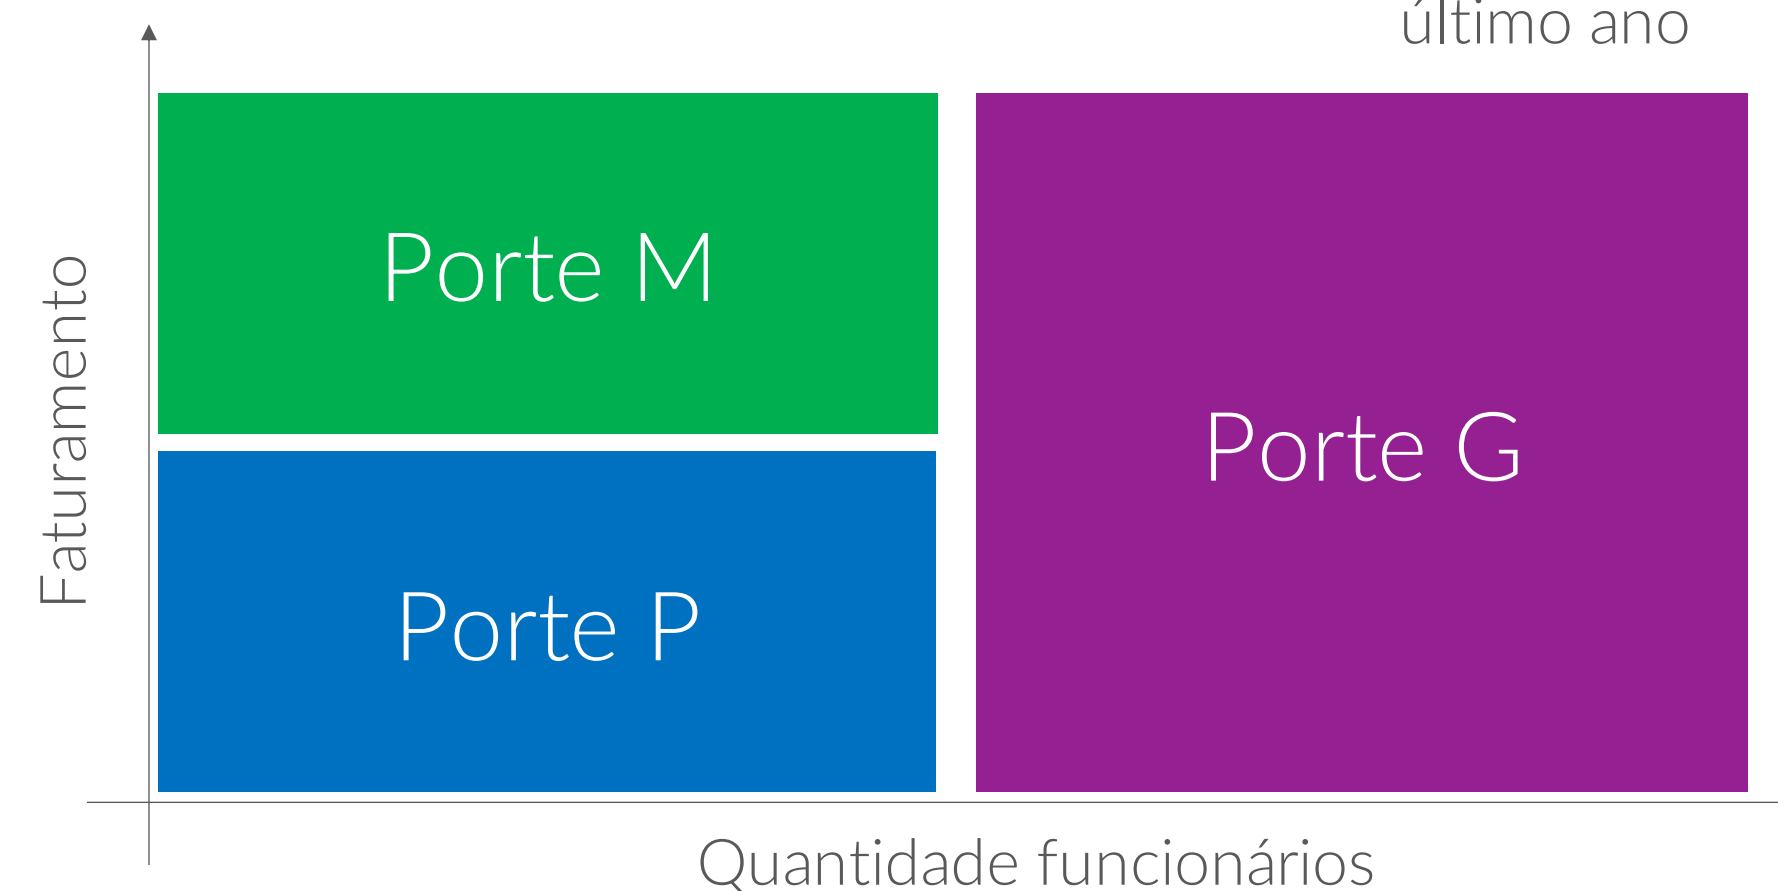 último ano
Porte M
Faturamento
Porte G
Porte P
Quantidade funcionários